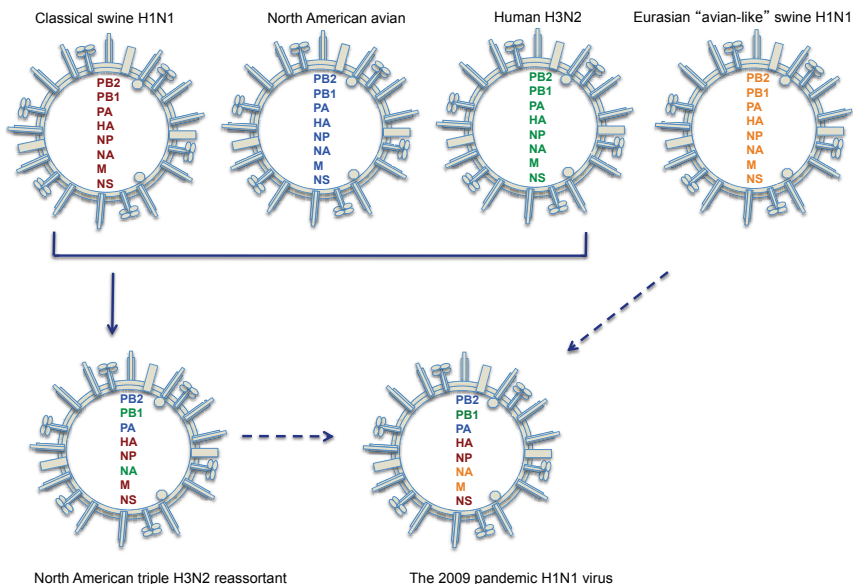 Classical swine H1N1
North American avian
Human H3N2
Eurasian “avian-like” swine H1N1
PB2
PB1
PA
HA
NP
NA
M
NS
PB2
PB1
PA
HA
NP
NA
M
NS
PB2
PB1
PA
HA
NP
NA
M
NS
PB2
PB1
PA
HA
NP
NA
M
NS
PB2
PB1
PA
HA
NP
NA
M
NS
PB2
PB1
PA
HA
NP
NA
M
NS
North American triple H3N2 reassortant
The 2009 pandemic H1N1 virus